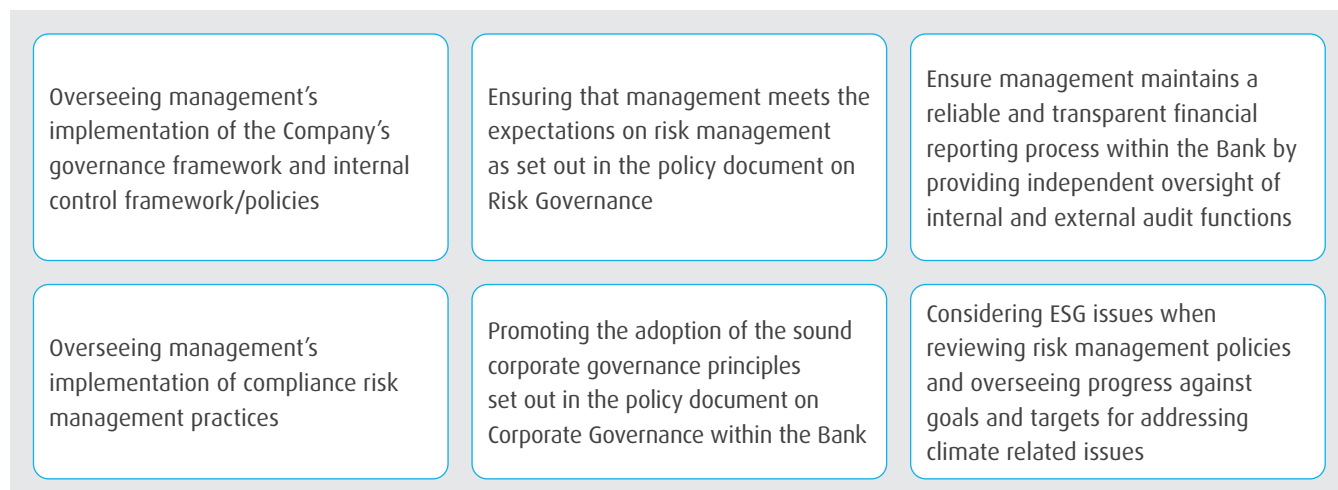 Overseeing management’s
implementation of the Company’s
governance framework and internal
control framework/policies
Ensuring that management meets the
expectations on risk management
as set out in the policy document on
Risk Governance
Ensure management maintains a
reliable and transparent financial
reporting process within the Bank by
providing independent oversight of
internal and external audit functions
Overseeing management’s
implementation of compliance risk
management practices
Promoting the adoption of the sound
corporate governance principles
set out in the policy document on
Corporate Governance within the Bank
Considering ESG issues when
reviewing risk management policies
and overseeing progress against
goals and targets for addressing
climate related issues